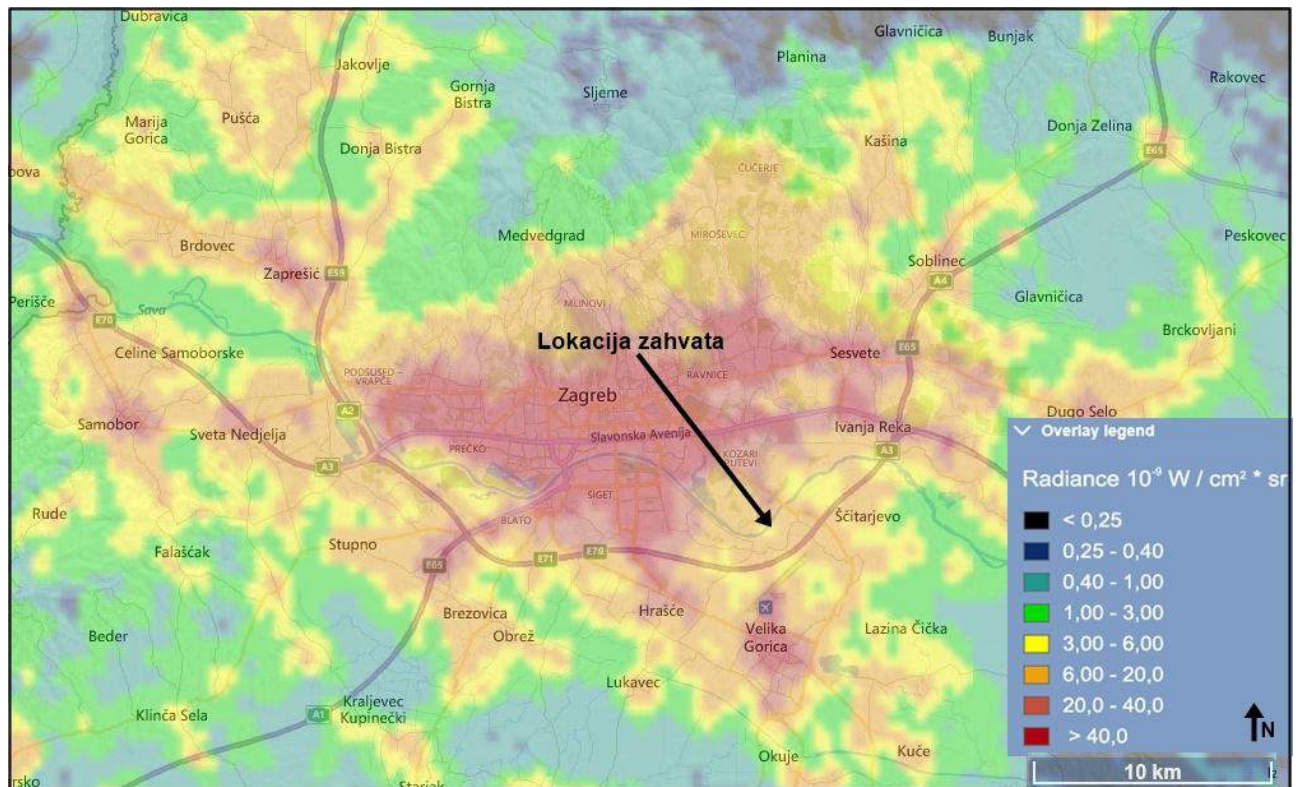 Dubravica
Glavničica
Bunjak
Planina
Jakovlje
Gornja
Bistra
Sljeme
Rakovec
Pušća
Marija
Gorica
Donja Zelina
Donja Bistra
Kašina
E65
bova
ČUČERJE
Medvedgrad
MIROŠEVEC
Peskovec
Brdovec
Zaprešić
E59
Soblinec
A4
Glavničica
Perišče
Sava
E70
MLINOVI
Brckovljani
Lokacija zahvata
Celine Samoborske
Sesvete
E65
PODSUSED –
VRAPČE
RAVNICE
Zagreb
A2
Dugo Selo
Samobor
Sveta Nedjelja
Slavonska Avenija
Ivanja Reka
PREČKO
KOZARI
PUTEVI
A3
A3
SIGET
Rude
BLATO
Ščitarjevo
Stupno
Falašćak
E71
E70
E65
Brezovica
Hrašće
Beder
Obrež
Velika
Gorica
Lazina Čička
Lukavec
Kraljevec
Kupinečki
Klinča Sela
A1
Okuje
Kuče
rsko
Overlay legend
Radiance 10⁻⁹ W / cm² * sr
< 0,25
0,25 - 0,40
0,40 - 1,00
1,00 - 3,00
3,00 - 6,00
6,00 - 20,0
20,0 - 40,0
> 40,0
N
10 km